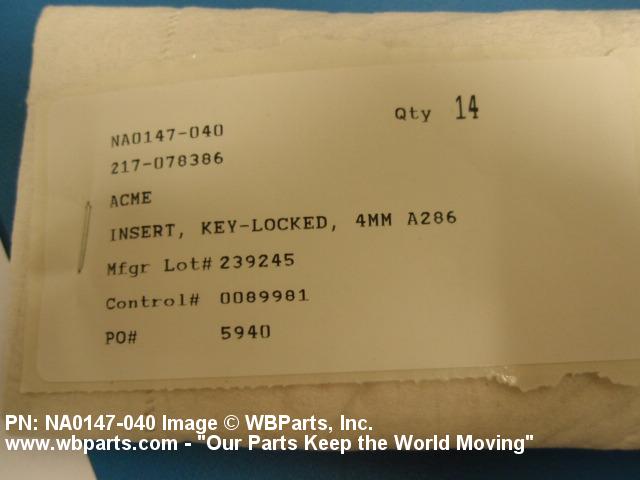 NA0147-040 Qty 14
217-078386
ACME
INSERT, KEY-LOCKED, 4MM A286
Mfgr Lot# 239245
Control# 0089981
PO# 5940
PN: NA0147-040 Image © WBParts, Inc.
www.wbparts.com - "Our Parts Keep the World Moving"